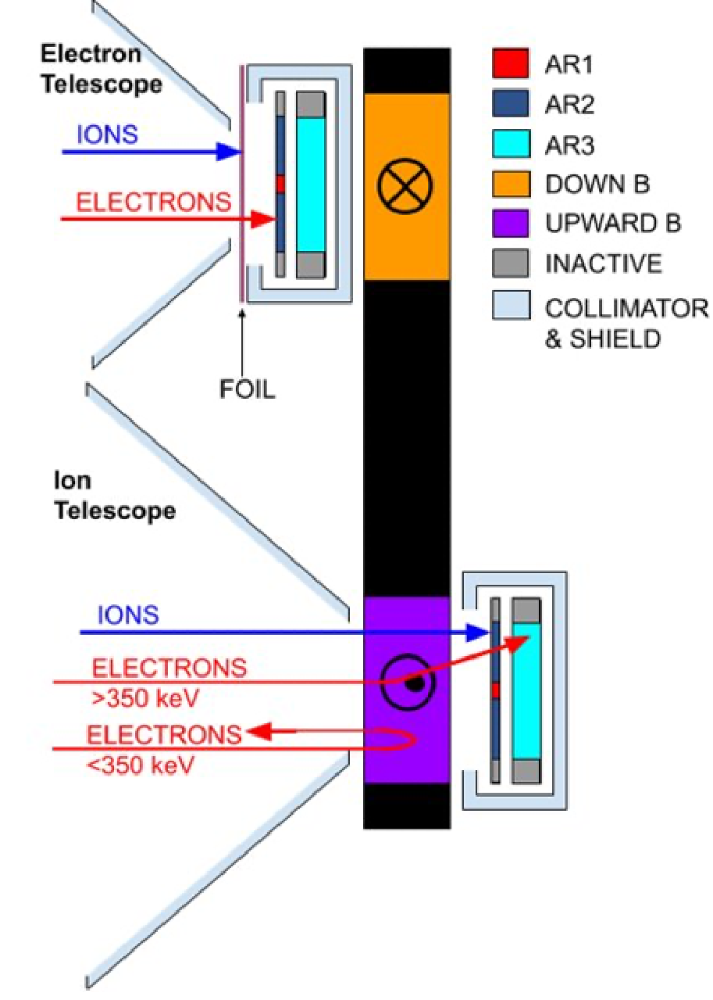 Electron
Telescope
IONS
ELECTRONS
FOIL
AR1
AR2
AR3
DOWN B
UPWARD B
INACTIVE
COLLIMATOR
& SHIELD
Ion
Telescope
IONS
ELECTRONS
>350 keV
ELECTRONS
<350 keV